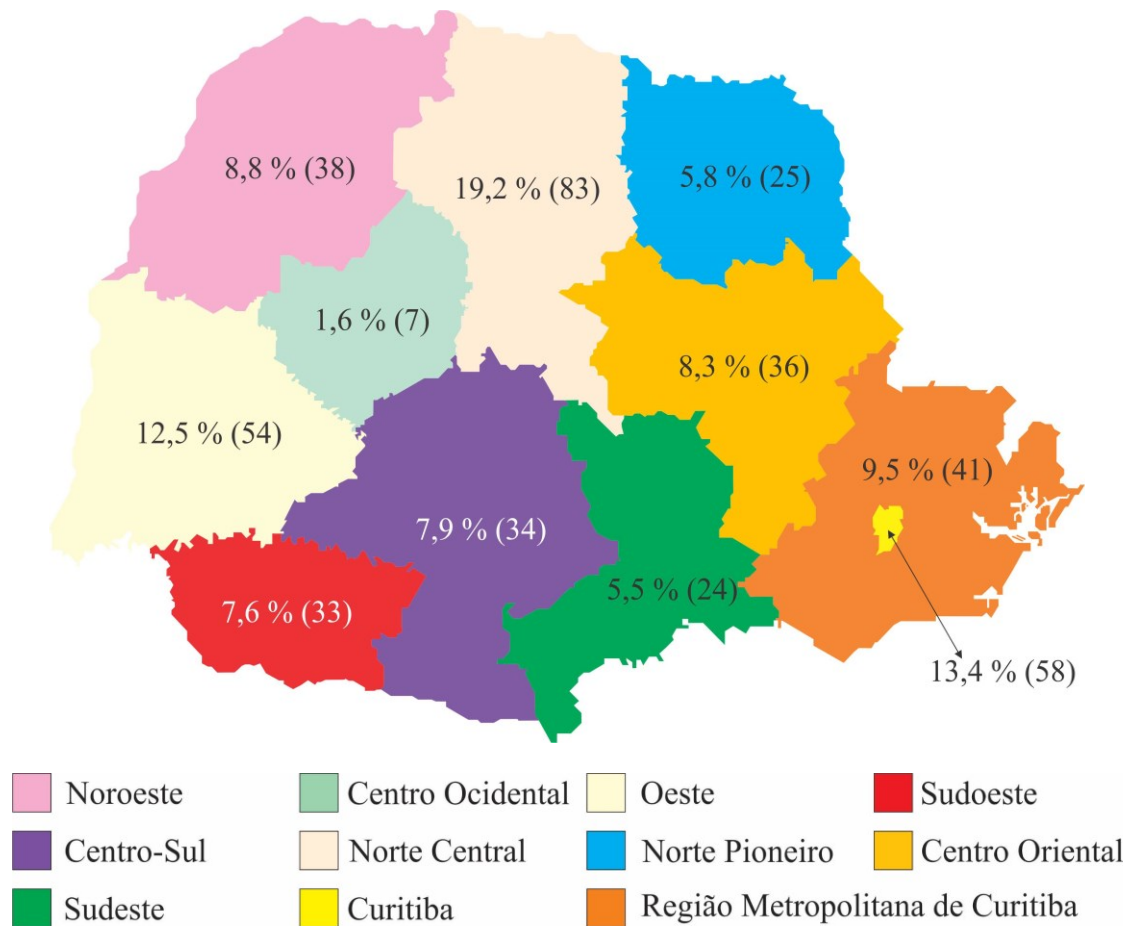 8,8 % (38)
19,2 % (83)
5,8 % (25)
1,6 % (7)
8,3 % (36)
12,5 % (54)
9,5 % (41)
7,9 % (34)
5,5 % (24)
7,6 % (33)
13,4 % (58)
Noroeste
Centro Ocidental
Oeste
Sudoeste
Centro-Sul
Norte Central
Norte Pioneiro
Centro Oriental
Sudeste
Curitiba
Região Metropolitana de Curitiba